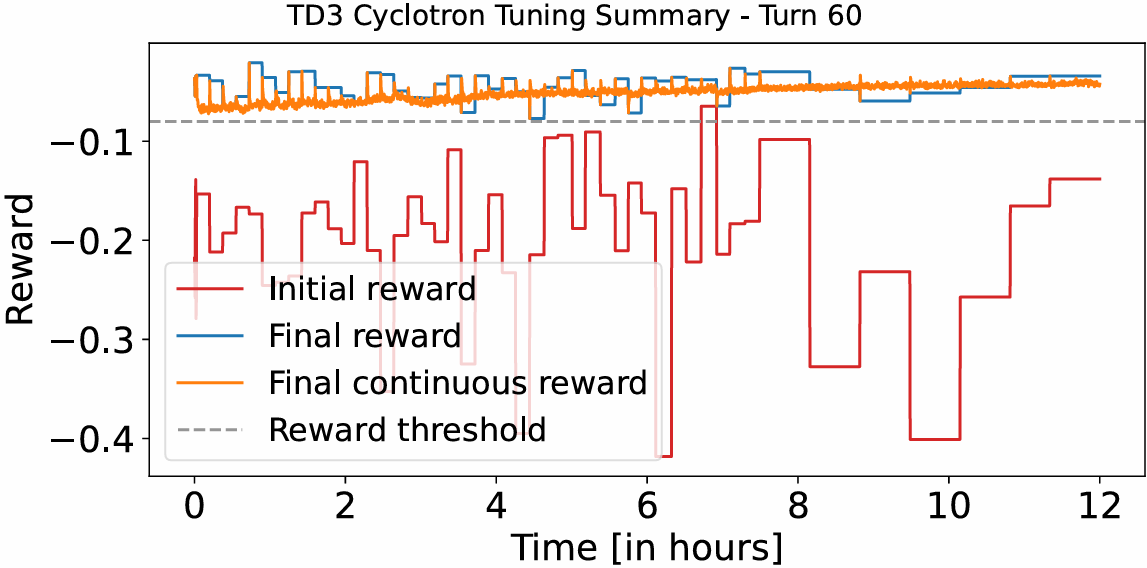 TD3 Cyclotron Tuning Summary - Turn 60
Reward
−0.1
−0.2
−0.3
−0.4
Initial reward
Final reward
Final continuous reward
Reward threshold
0 2 4 6 8 10 12
Time [in hours]